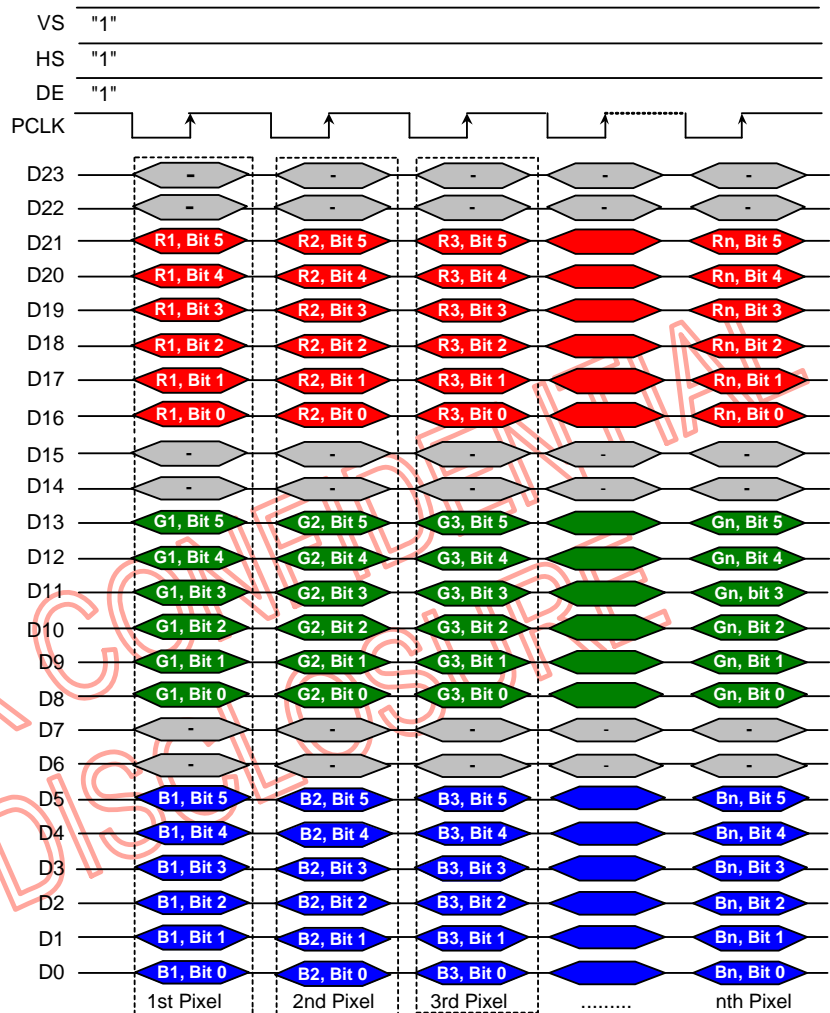 VS "1"
HS "1"
DE "1"
PCLK
D23 - - - - -
D22 - - - - -
D21 R1, Bit 5 R2, Bit 5 R3, Bit 5 Rn, Bit 5
D20 R1, Bit 4 R2, Bit 4 R3, Bit 4 Rn, Bit 4
D19 R1, Bit 3 R2, Bit 3 R3, Bit 3 Rn, Bit 3
D18 R1, Bit 2 R2, Bit 2 R3, Bit 2 Rn, Bit 2
D17 R1, Bit 1 R2, Bit 1 R3, Bit 1 Rn, Bit 1
D16 R1, Bit 0 R2, Bit 0 R3, Bit 0 Rn, Bit 0
D15 - - - - -
D14 - - - - -
D13 G1, Bit 5 G2, Bit 5 G3, Bit 5 Gn, Bit 5
D12 G1, Bit 4 G2, Bit 4 G3, Bit 4 Gn, Bit 4
D11 G1, Bit 3 G2, Bit 3 G3, Bit 3 Gn, bit 3
D10 G1, Bit 2 G2, Bit 2 G3, Bit 2 Gn, Bit 2
D9 G1, Bit 1 G2, Bit 1 G3, Bit 1 Gn, Bit 1
D8 G1, Bit 0 G2, Bit 0 G3, Bit 0 Gn, Bit 0
D7 - - - - -
D6 - - - - -
D5 B1, Bit 5 B2, Bit 5 B3, Bit 5 Bn, Bit 5
D4 B1, Bit 4 B2, Bit 4 B3, Bit 4 Bn, Bit 4
D3 B1, Bit 3 B2, Bit 3 B3, Bit 3 Bn, Bit 3
D2 B1, Bit 2 B2, Bit 2 B3, Bit 2 Bn, Bit 2
D1 B1, Bit 1 B2, Bit 1 B3, Bit 1 Bn, Bit 1
D0 B1, Bit 0 B2, Bit 0 B3, Bit 0 Bn, Bit 0
1st Pixel 2nd Pixel 3rd Pixel ......... nth Pixel
CONFIDENTIAL
DISCLOSURE